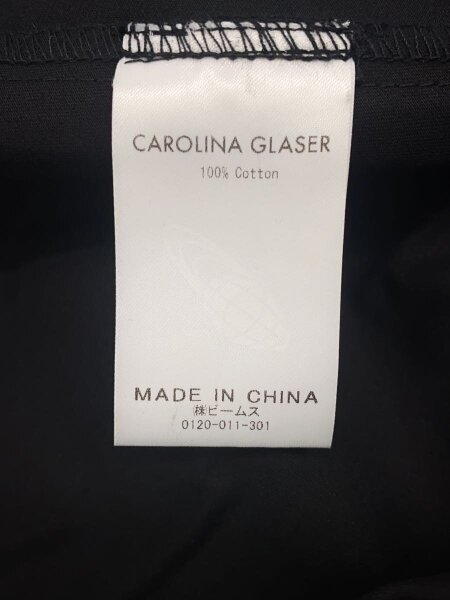 CAROLINA GLASER
100% Cotton
MADE IN CHINA
㈱ビームス
0120-011-301